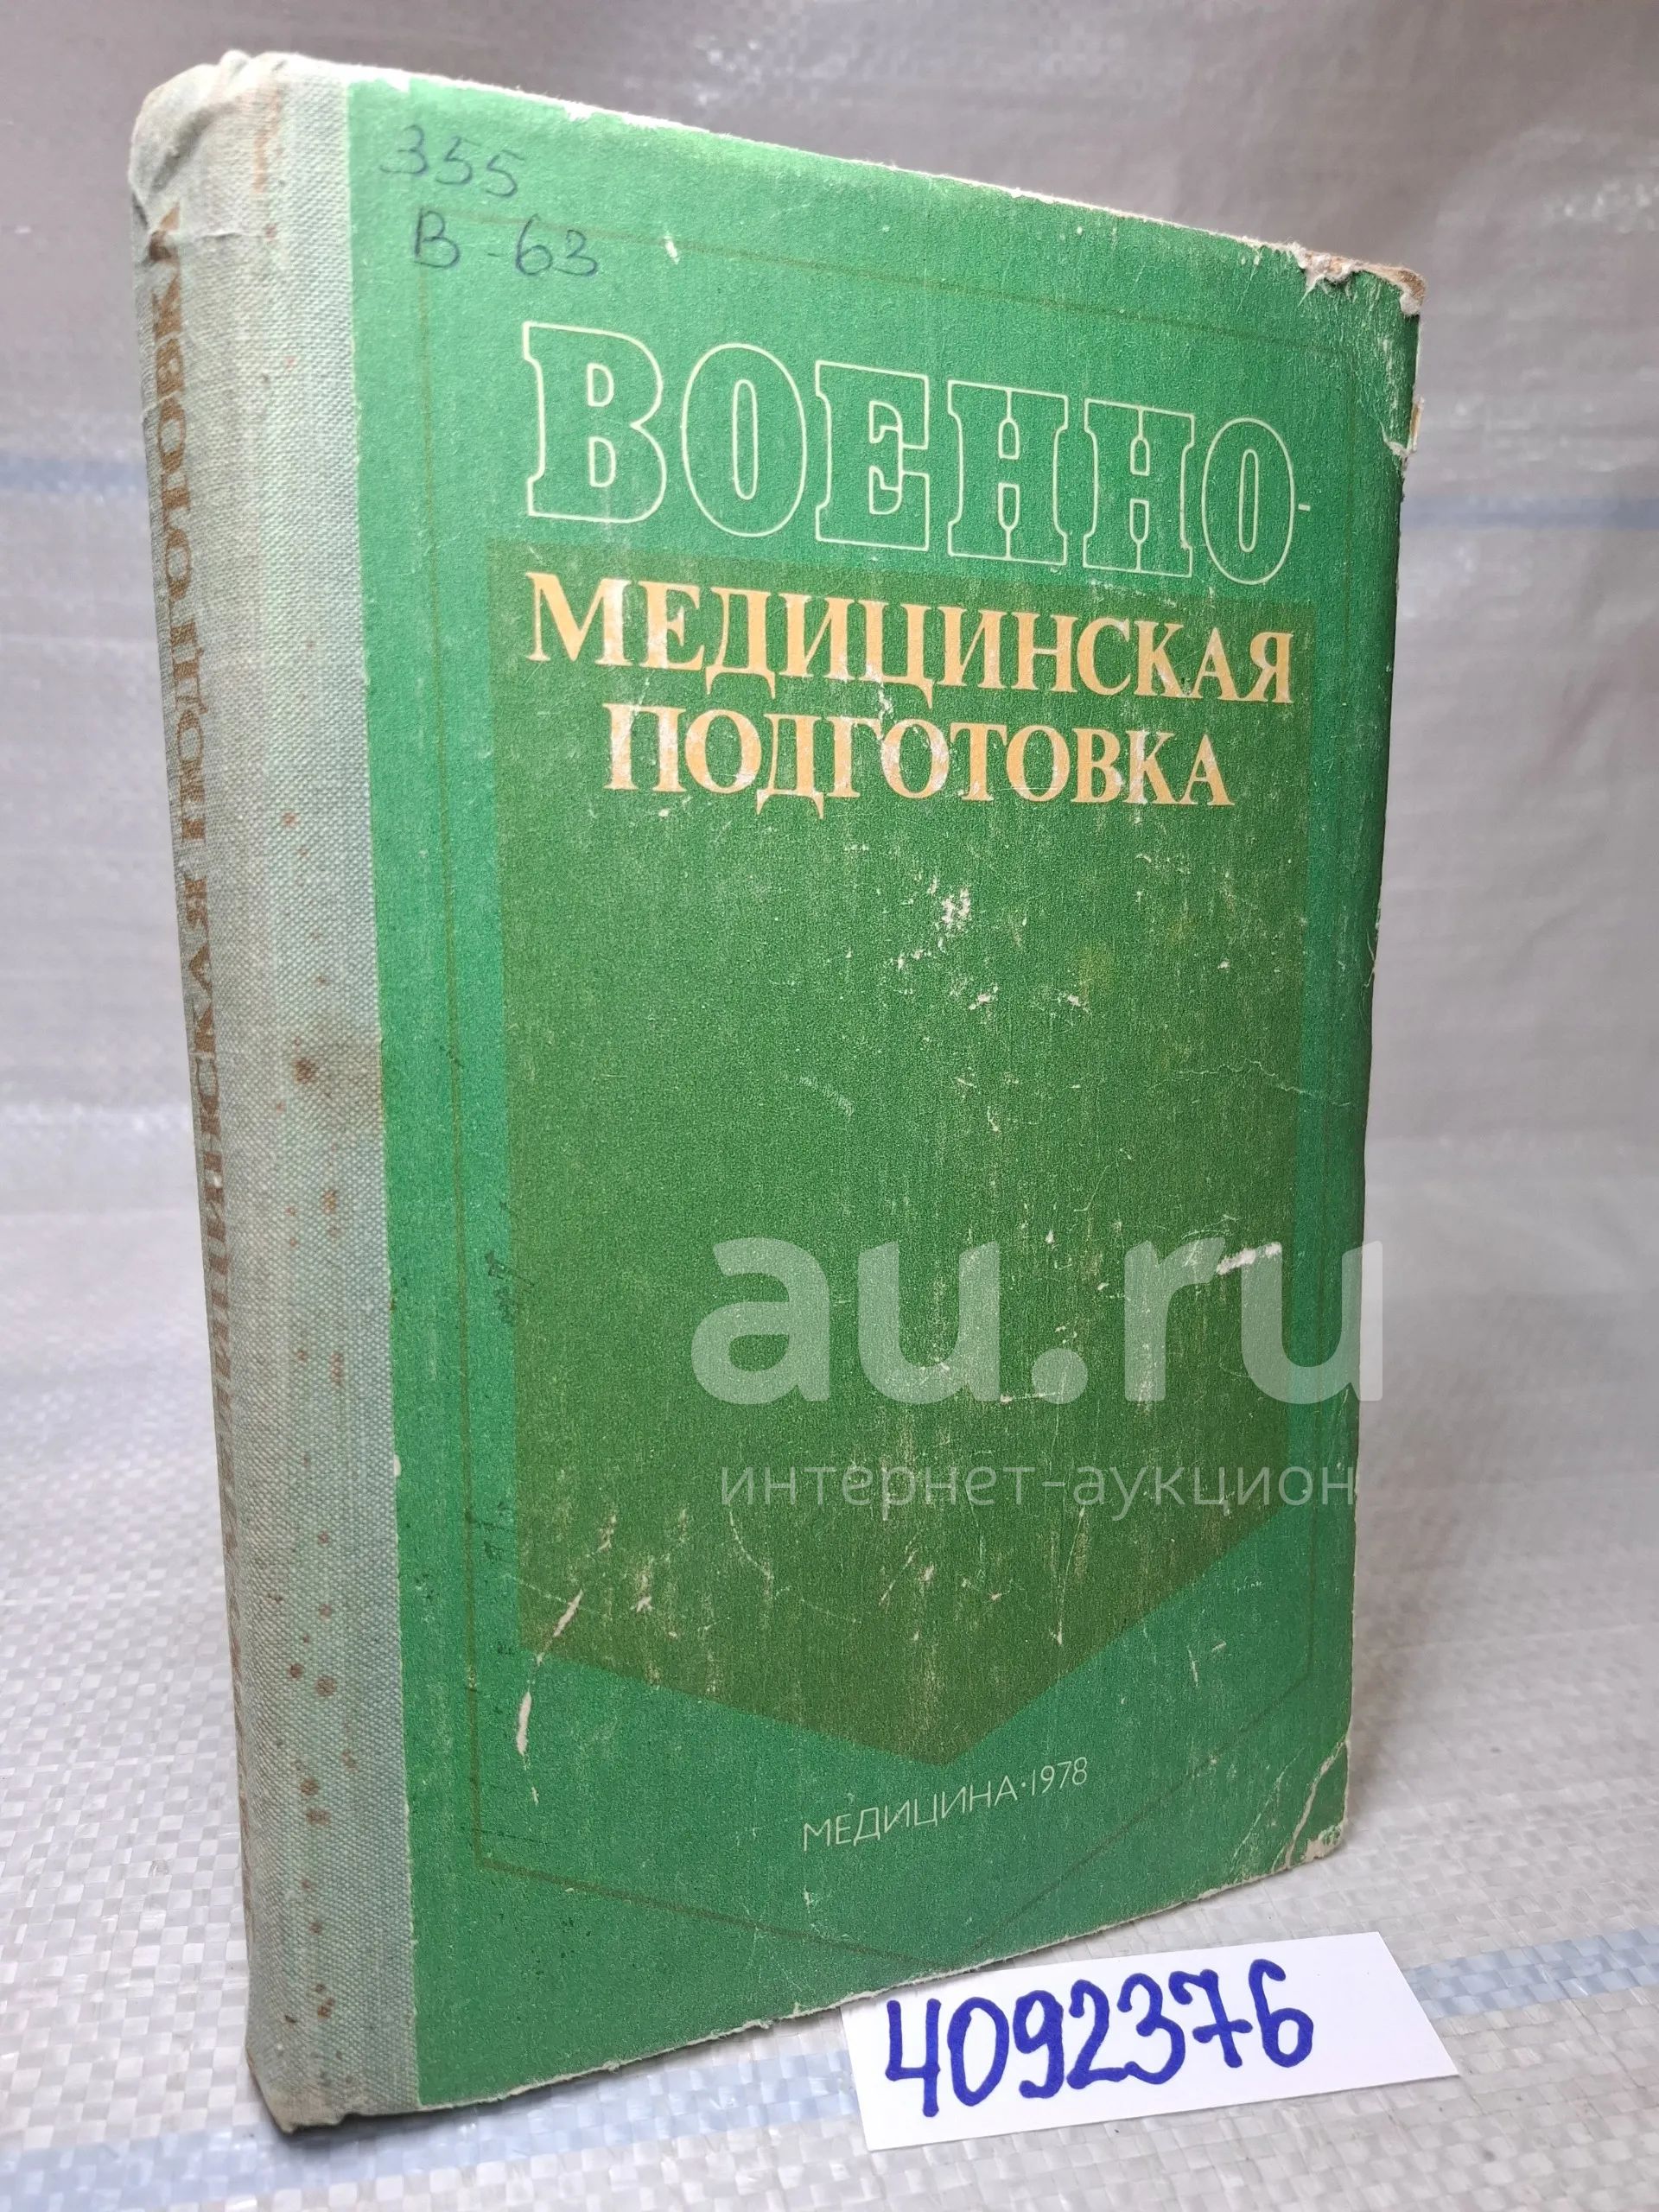 355
В-63
ВОЕННО-
МЕДИЦИНСКАЯ
ПОДГОТОВКА
МЕДИЦИНСКАЯ ПОДГОТОВКА
au.ru
интернет-аукцион
МЕДИЦИНА·1978
4092376